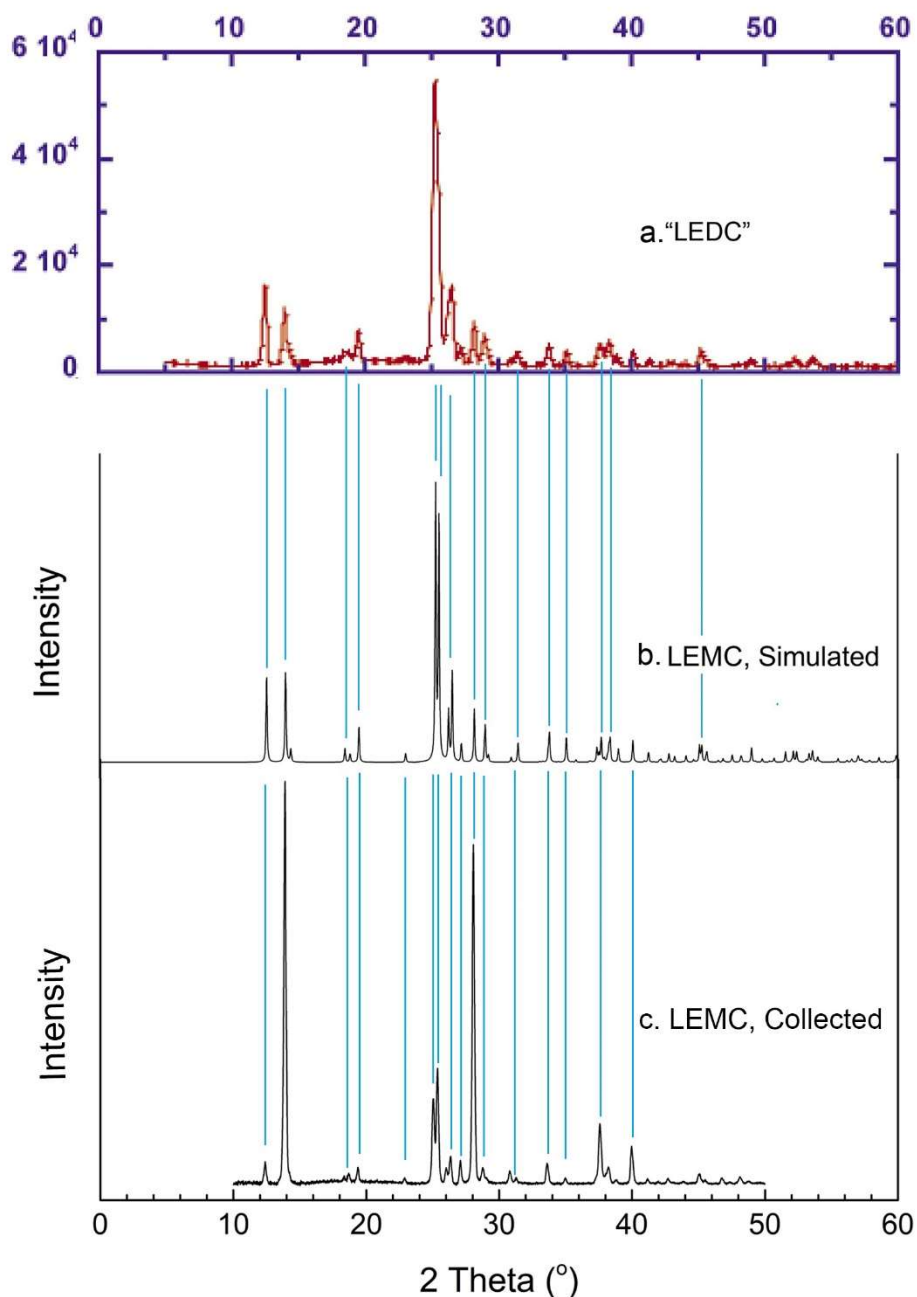 0 10 20 30 40 50 60
6 10⁴
4 10⁴
a. “LEDC”
2 10⁴
0
Intensity
b. LEMC, Simulated
Intensity
c. LEMC, Collected
0 10 20 30 40 50 60
2 Theta (°)